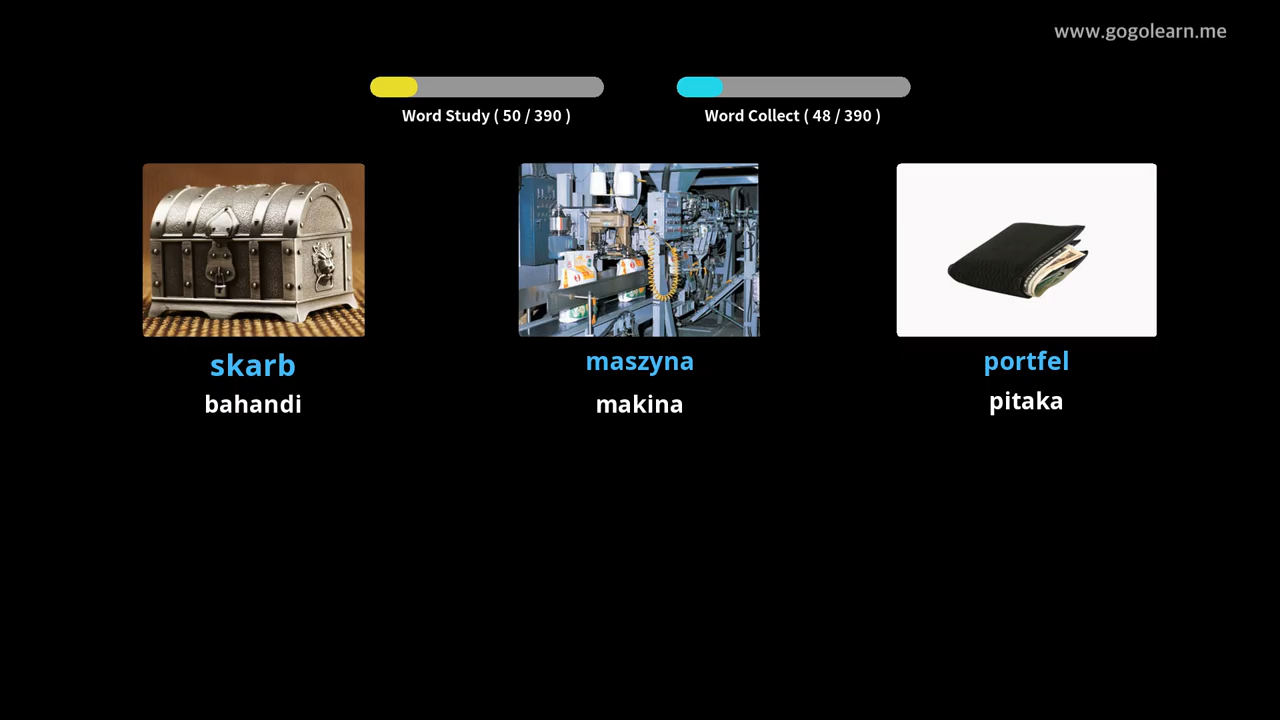 www.gogolearn.me
Word Study ( 50 / 390 )
Word Collect ( 48 / 390 )
skarb
maszyna
portfel
bahandi
makina
pitaka